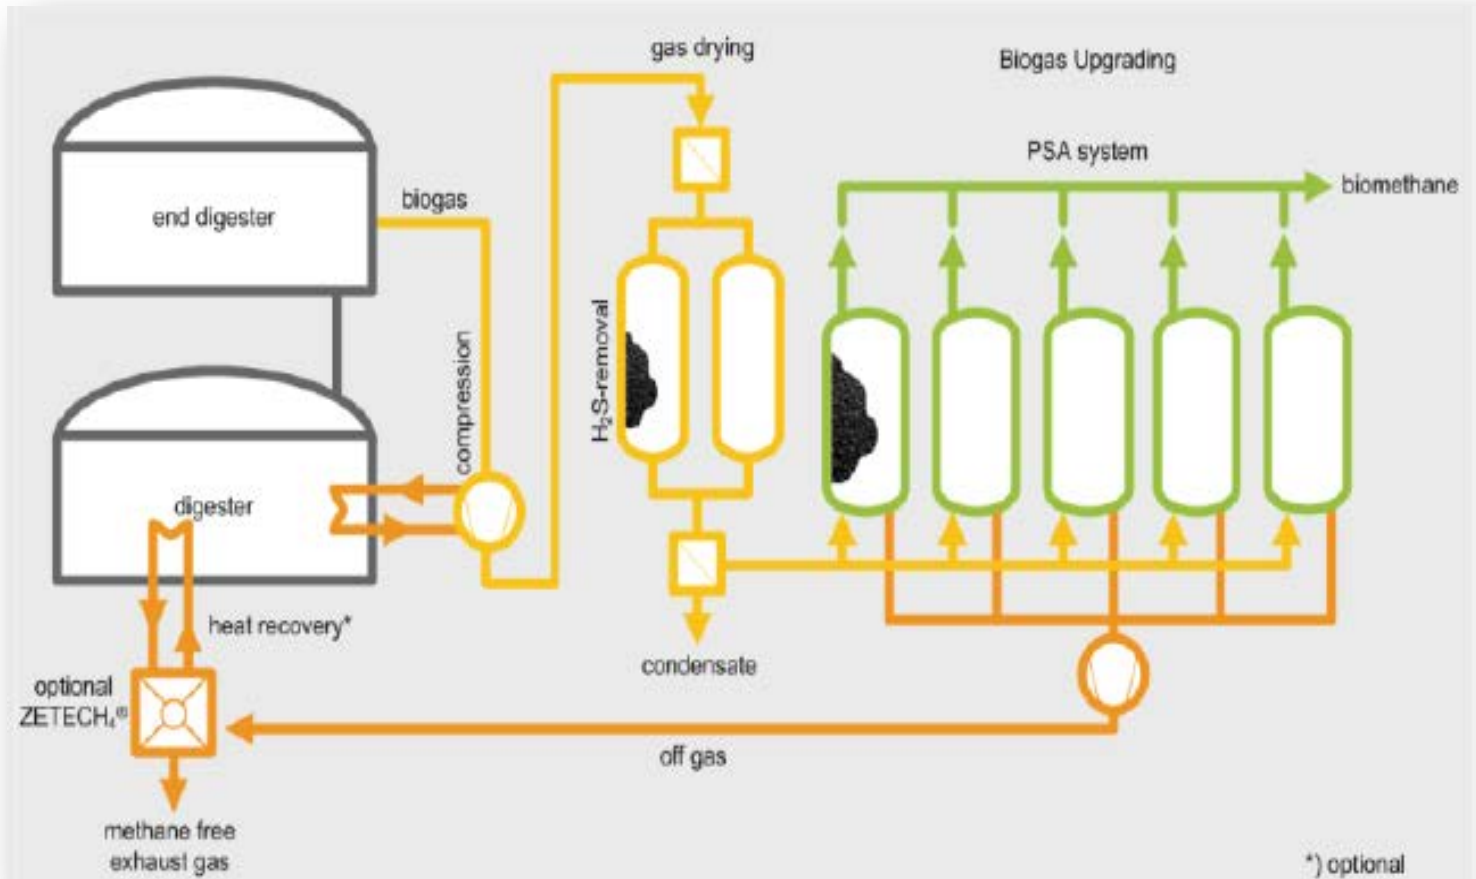 gas drying
Biogas Upgrading
PSA system
biomethane
biogas
end digester
compression
H₂S-removal
digester
heat recovery*
optional
ZETECH₄®
condensate
off gas
methane free
exhaust gas
*) optional